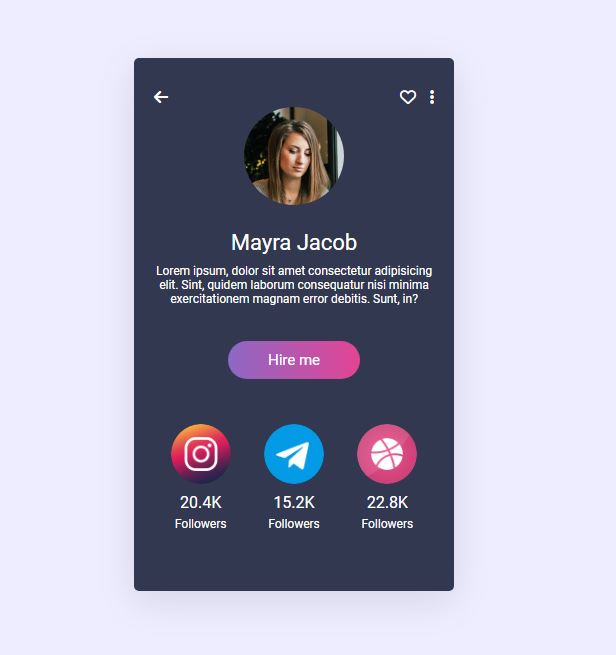 Mayra Jacob
Lorem ipsum, dolor sit amet consectetur adipisicing
elit. Sint, quidem laborum consequatur nisi minima
exercitationem magnam error debitis. Sunt, in?
Hire me
20.4K 15.2K 22.8K
Followers Followers Followers